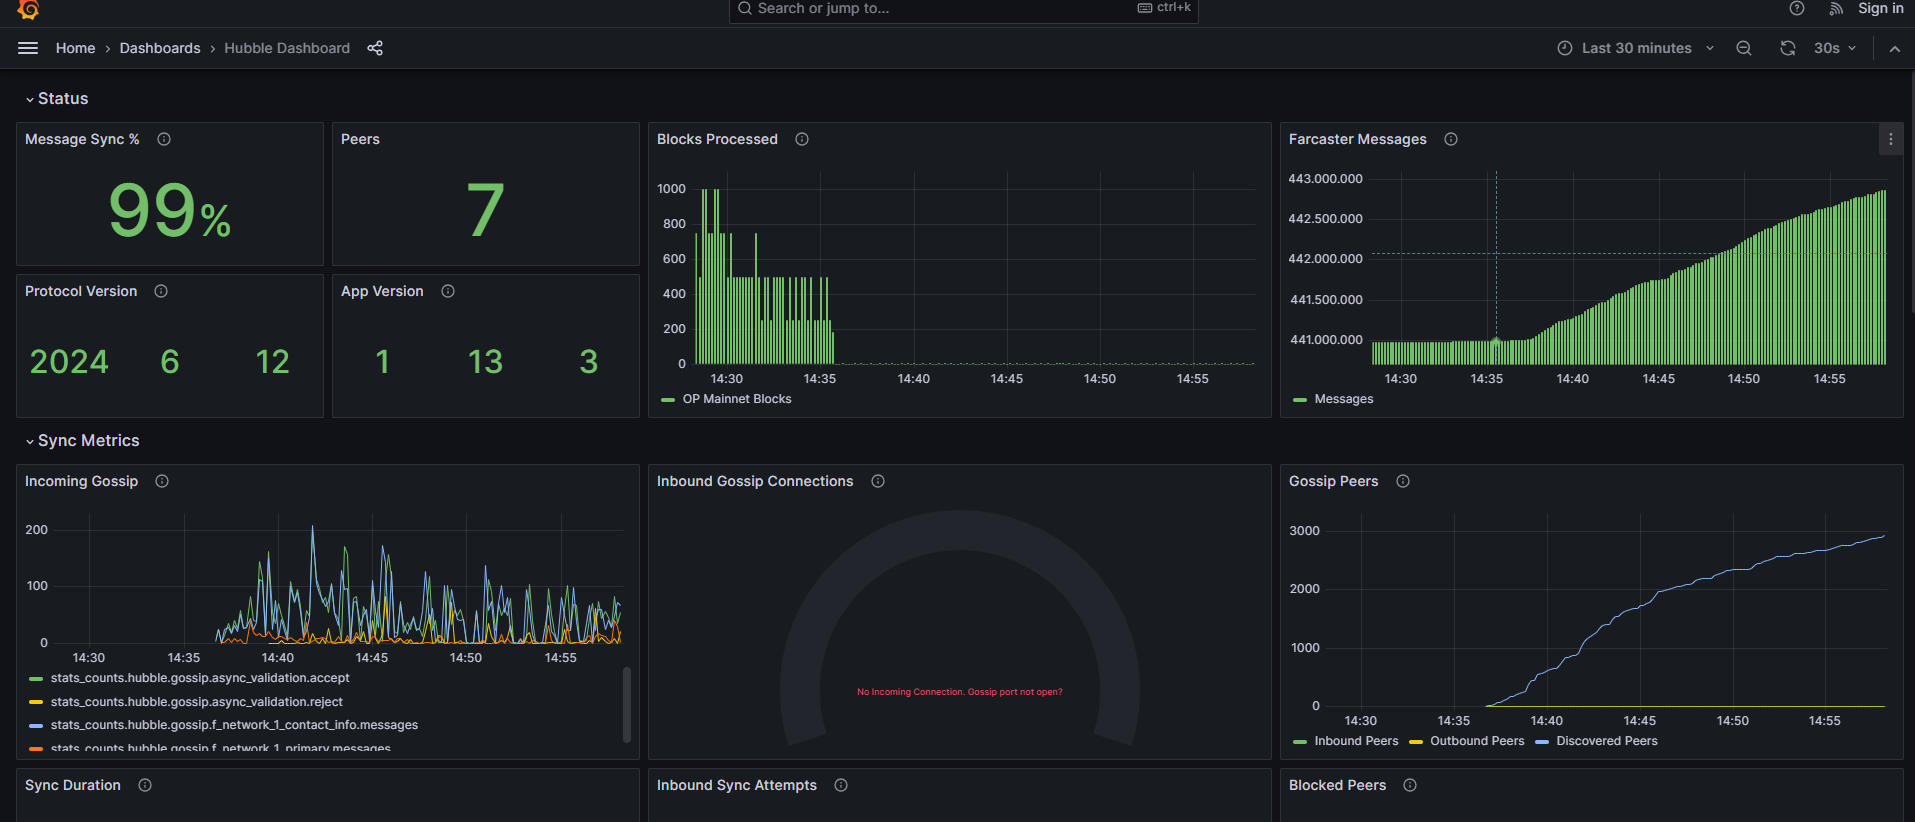 Search or jump to...
ctrl+k
Sign in
Home › Dashboards › Hubble Dashboard
Last 30 minutes
30s
Status
Message Sync %
99%
Peers
7
Protocol Version
2024 6 12
App Version
1 13 3
Blocks Processed
1000
800
600
400
200
0
14:30 14:35 14:40 14:45 14:50 14:55
OP Mainnet Blocks
Farcaster Messages
443.000.000
442.500.000
442.000.000
441.500.000
441.000.000
14:30 14:35 14:40 14:45 14:50 14:55
Messages
Sync Metrics
Incoming Gossip
200
100
0
14:30 14:35 14:40 14:45 14:50 14:55
stats_counts.hubble.gossip.async_validation.accept
stats_counts.hubble.gossip.async_validation.reject
stats_counts.hubble.gossip.f_network_1_contact_info.messages
stats_counts.hubble.gossip.f_network_1_primary.messages
Inbound Gossip Connections
No Incoming Connection. Gossip port not open?
Gossip Peers
3000
2000
1000
0
14:30 14:35 14:40 14:45 14:50 14:55
Inbound Peers Outbound Peers Discovered Peers
Sync Duration
Inbound Sync Attempts
Blocked Peers